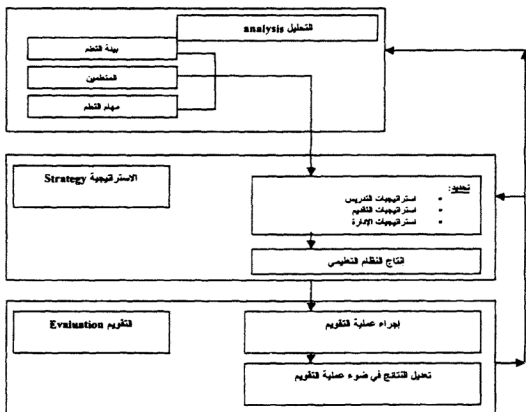 التحليل analysis
بيئة التعلم
المتعلمين
مهام التعلم
الاستراتيجية Strategy
تحديد:
• استراتيجيات التدريس
• استراتيجيات التقديم
• استراتيجيات الإدارة
إنتاج النظام التعليمي
التقويم Evaluation
إجراء عملية التقويم
تعديل النتائج في ضوء عملية التقويم